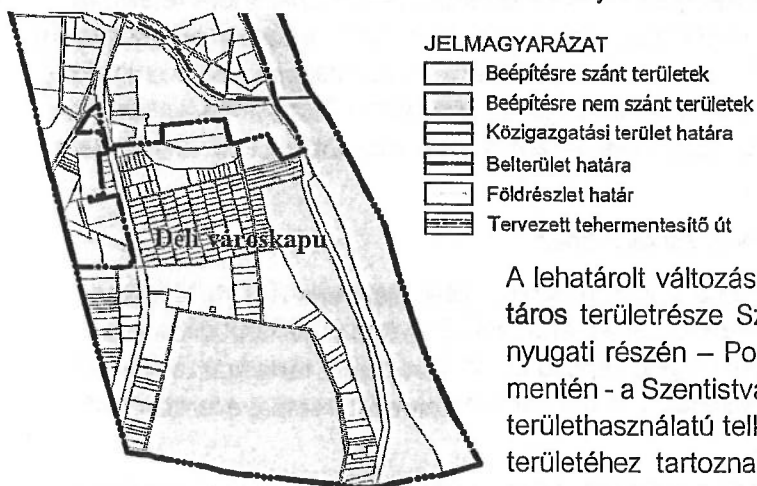 JELMAGYARÁZAT
Beépítésre szánt területek
Beépítésre nem szánt területek
Közigazgatási terület határa
Belterület határa
Földrészlet határ
Tervezett tehermentesítő út
Déli városkapu
A lehatárolt változás
táros területrésze Sz
nyugati részén – Po
mentén - a Szentistvá
területhasználatú tell
területéhez tartozna